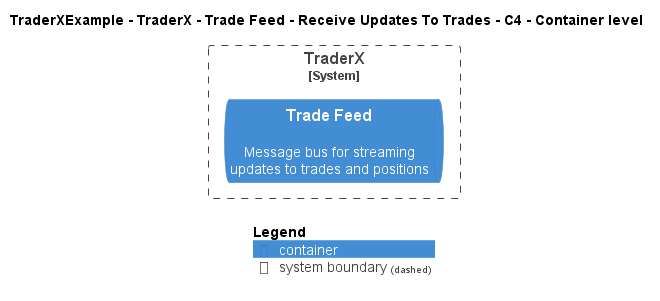 TraderXExample - TraderX - Trade Feed - Receive Updates To Trades - C4 - Container level
TraderX
[System]
Trade Feed
Message bus for streaming
updates to trades and positions
Legend
container
system boundary (dashed)